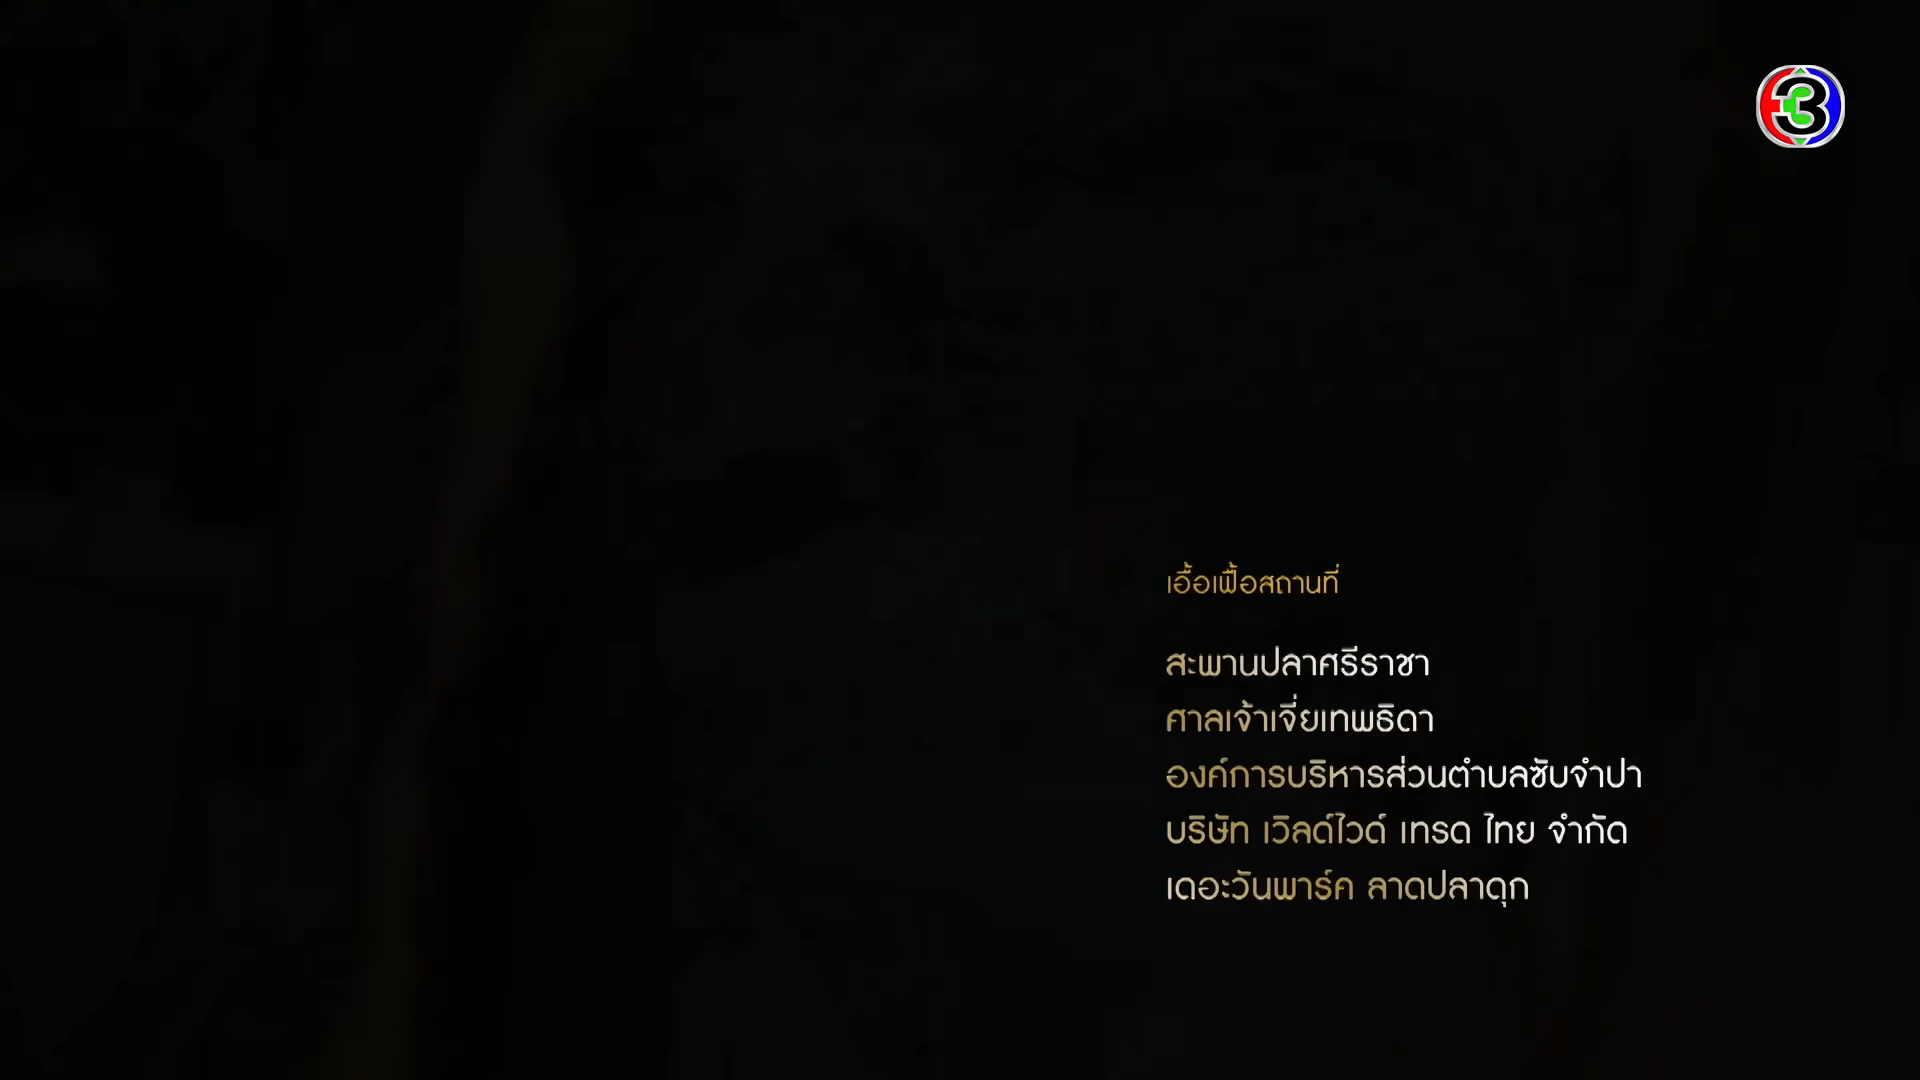 3
เอื้อเฟื้อสถานที่
สะพานปลาศรีราชา
ศาลเจ้าเจี่ยเทพธิดา
องค์การบริหารส่วนตำบลซับจำปา
บริษัท เวิลด์ไวด์ เทรด ไทย จำกัด
เดอะวันพาร์ค ลาดปลาดุก